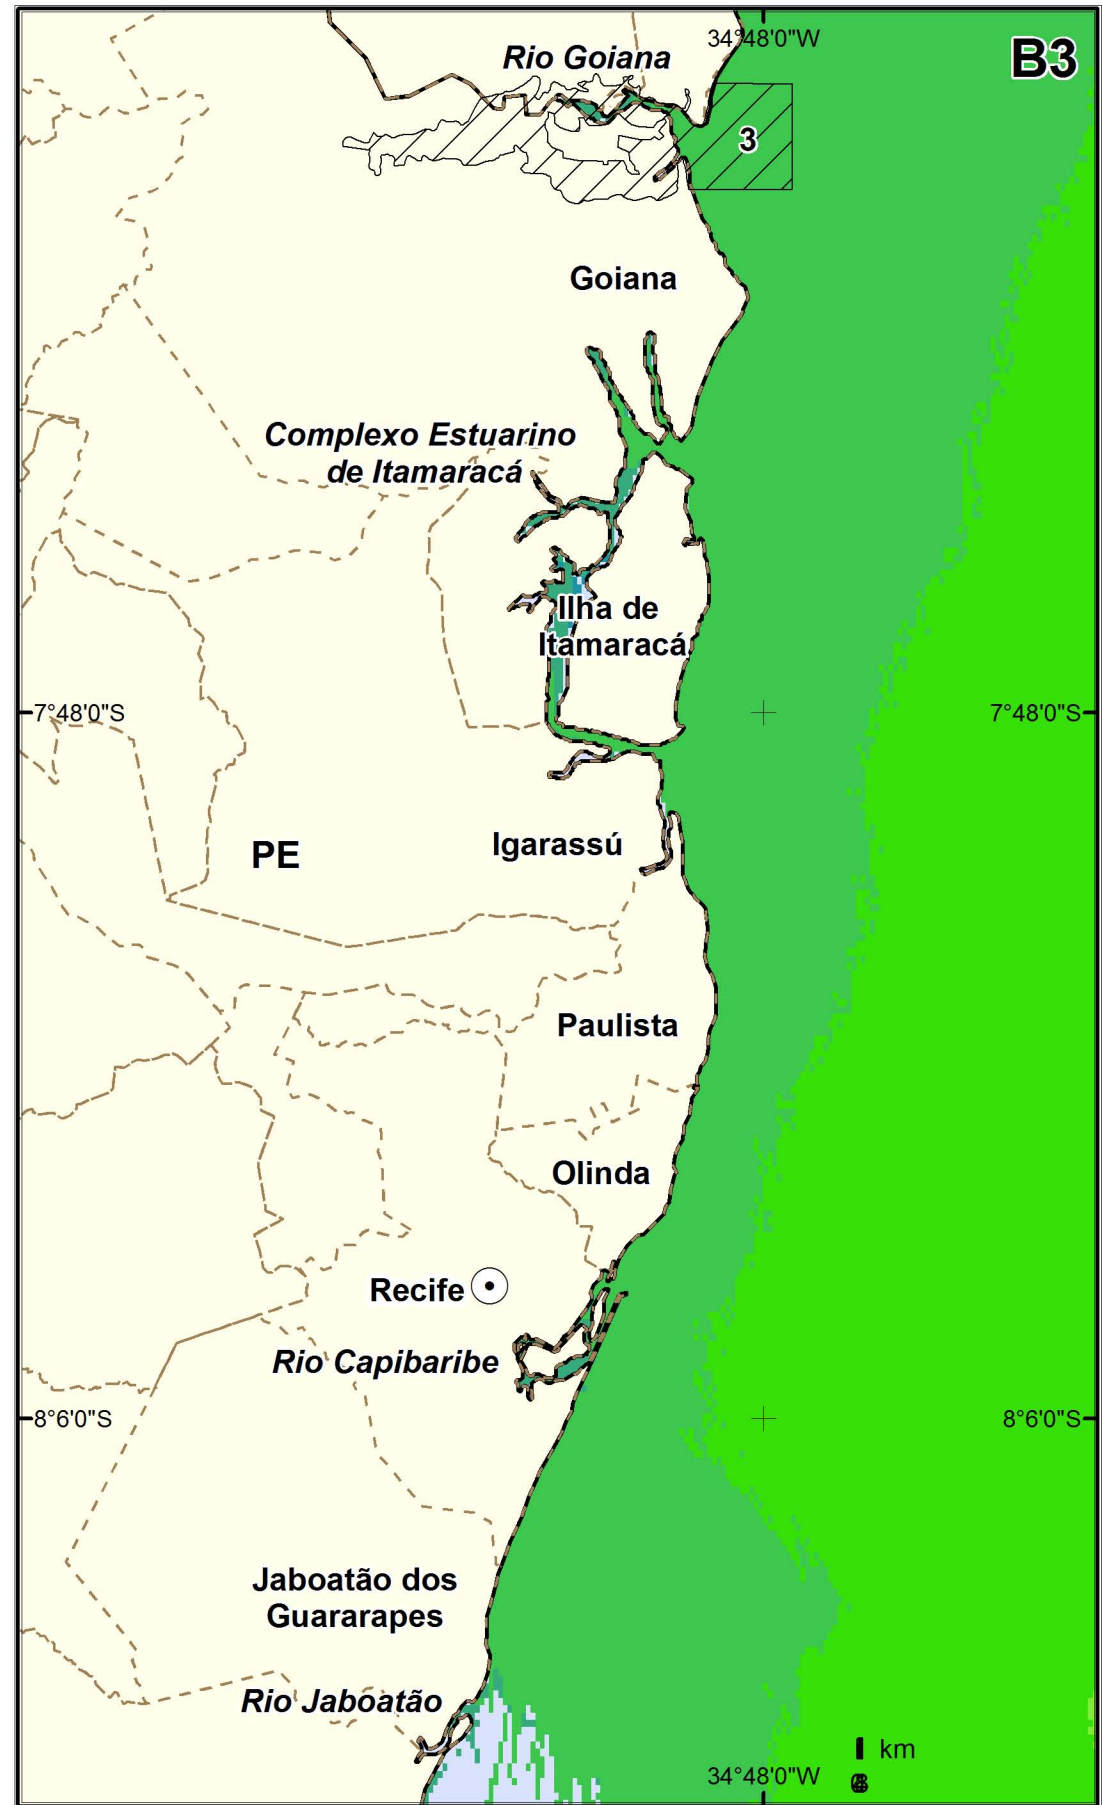 34°48'0"W
B3
Rio Goiana
3
Goiana
Complexo Estuarino
de Itamaracá
Ilha de
Itamaracá
7°48'0"S
7°48'0"S
Igarassú
PE
Paulista
Olinda
Recife
Rio Capibaribe
8°6'0"S
8°6'0"S
Jaboatão dos
Guararapes
Rio Jaboatão
km
34°48'0"W